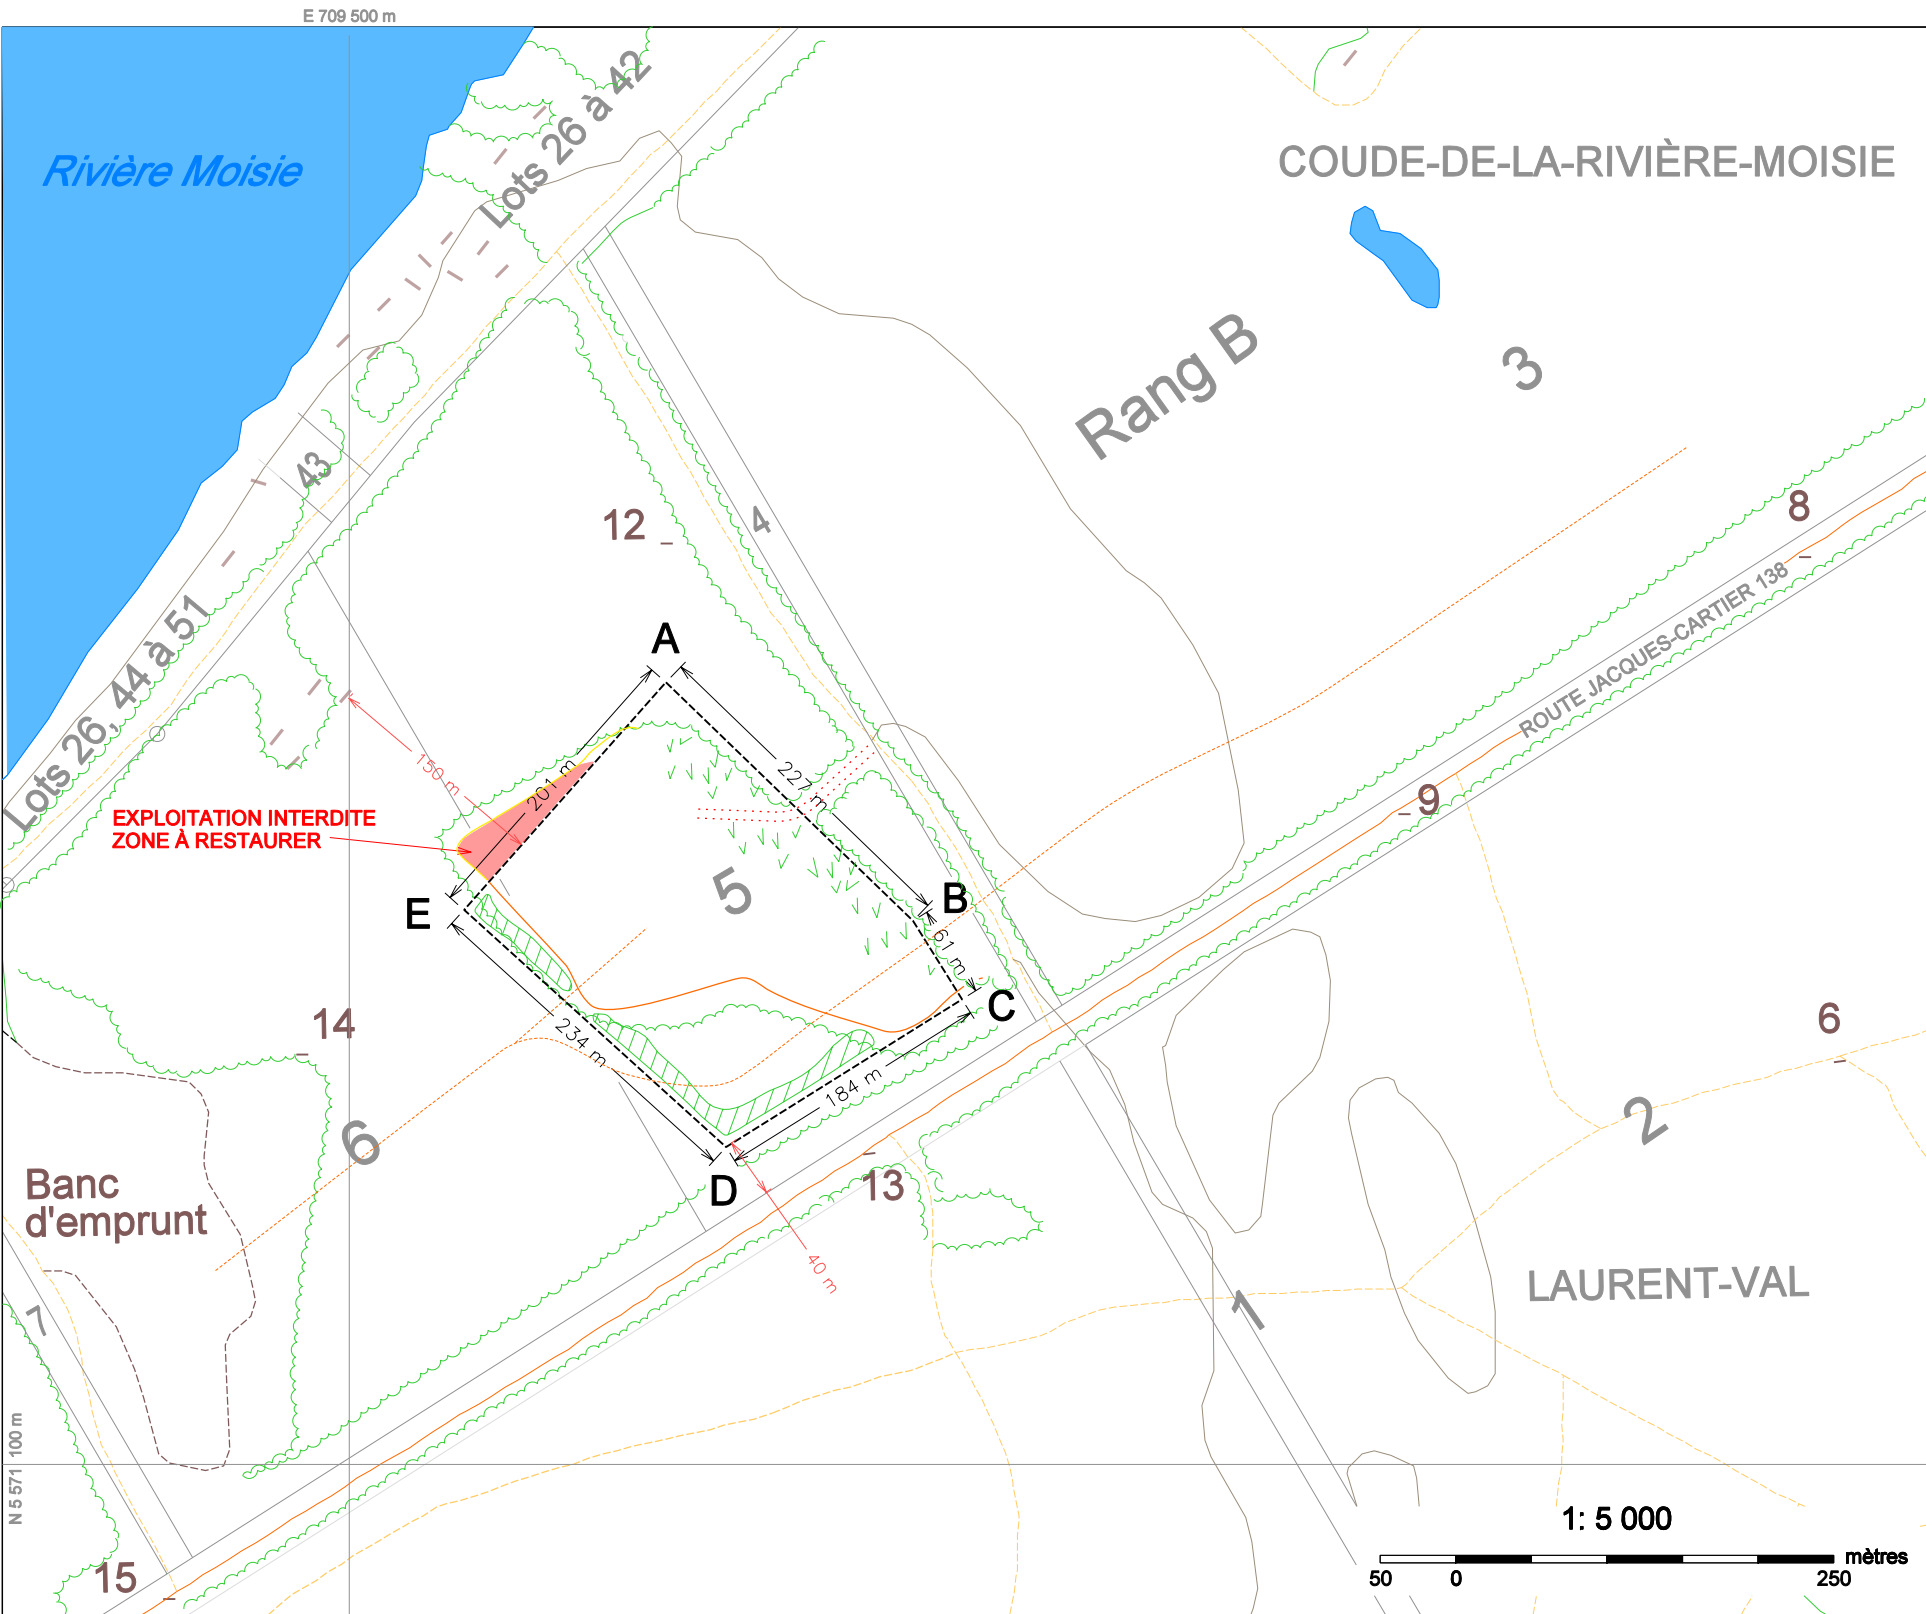 E 709 500 m
Lots 26 à 42
COUDE-DE-LA-RIVIÈRE-MOISIE
Rivière Moisie
Rang B
3
43
12
4
8
ROUTE JACQUES-CARTIER 138
Lots 26, 44 à 51
A
150 m
201 m
227 m
9
EXPLOITATION INTERDITE
ZONE À RESTAURER
5
B
E
61 m
C
14
234 m
6
184 m
2
6
Banc
d'emprunt
D
13
40 m
LAURENT-VAL
1
7
N 5 571 100 m
1: 5 000
mètres
15
50 0 250